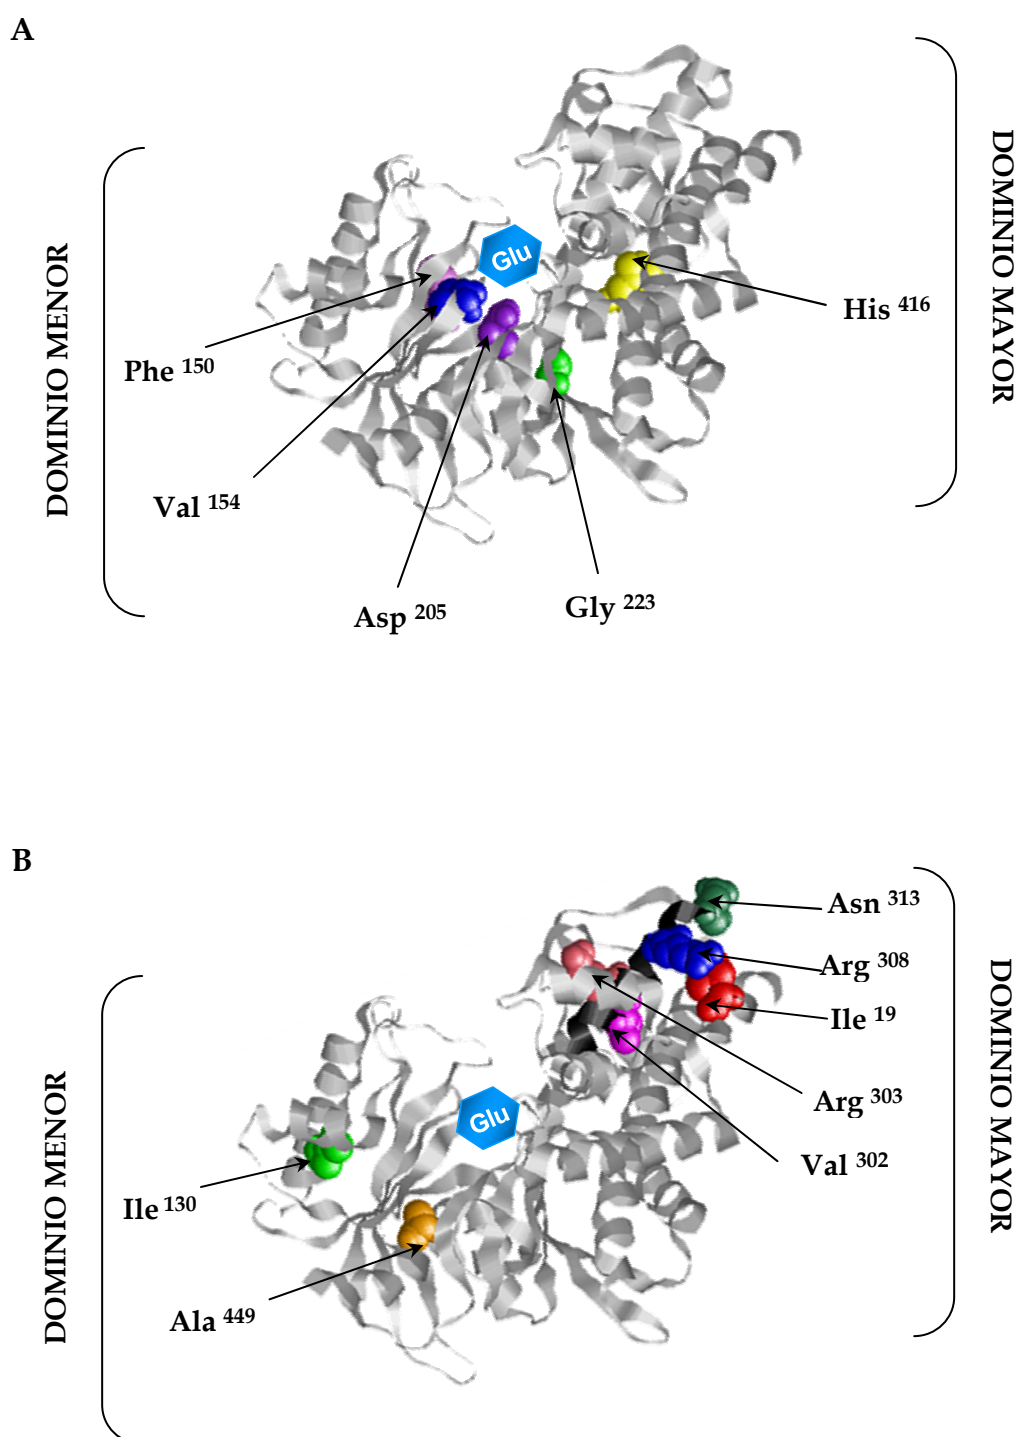 A
DOMINIO MENOR
DOMINIO MAYOR
Glu
His 416
Phe 150
Val 154
Asp 205
Gly 223
B
DOMINIO MENOR
DOMINIO MAYOR
Asn 313
Arg 308
Ile 19
Arg 303
Val 302
Glu
Ile 130
Ala 449